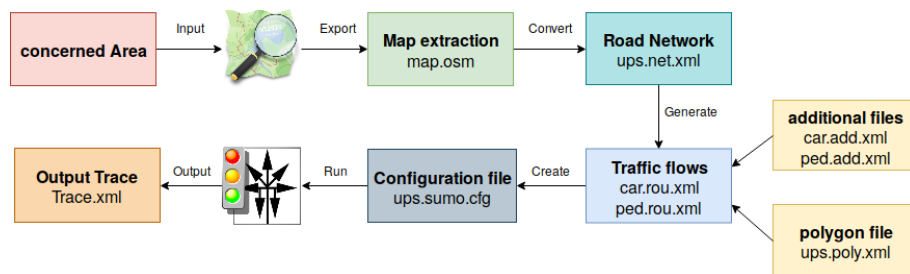 concerned Area
Input
Export
Map extraction
map.osm
Convert
Road Network
ups.net.xml
Generate
additional files
car.add.xml
ped.add.xml
Traffic flows
car.rou.xml
ped.rou.xml
polygon file
ups.poly.xml
Create
Configuration file
ups.sumo.cfg
Run
Output
Output Trace
Trace.xml